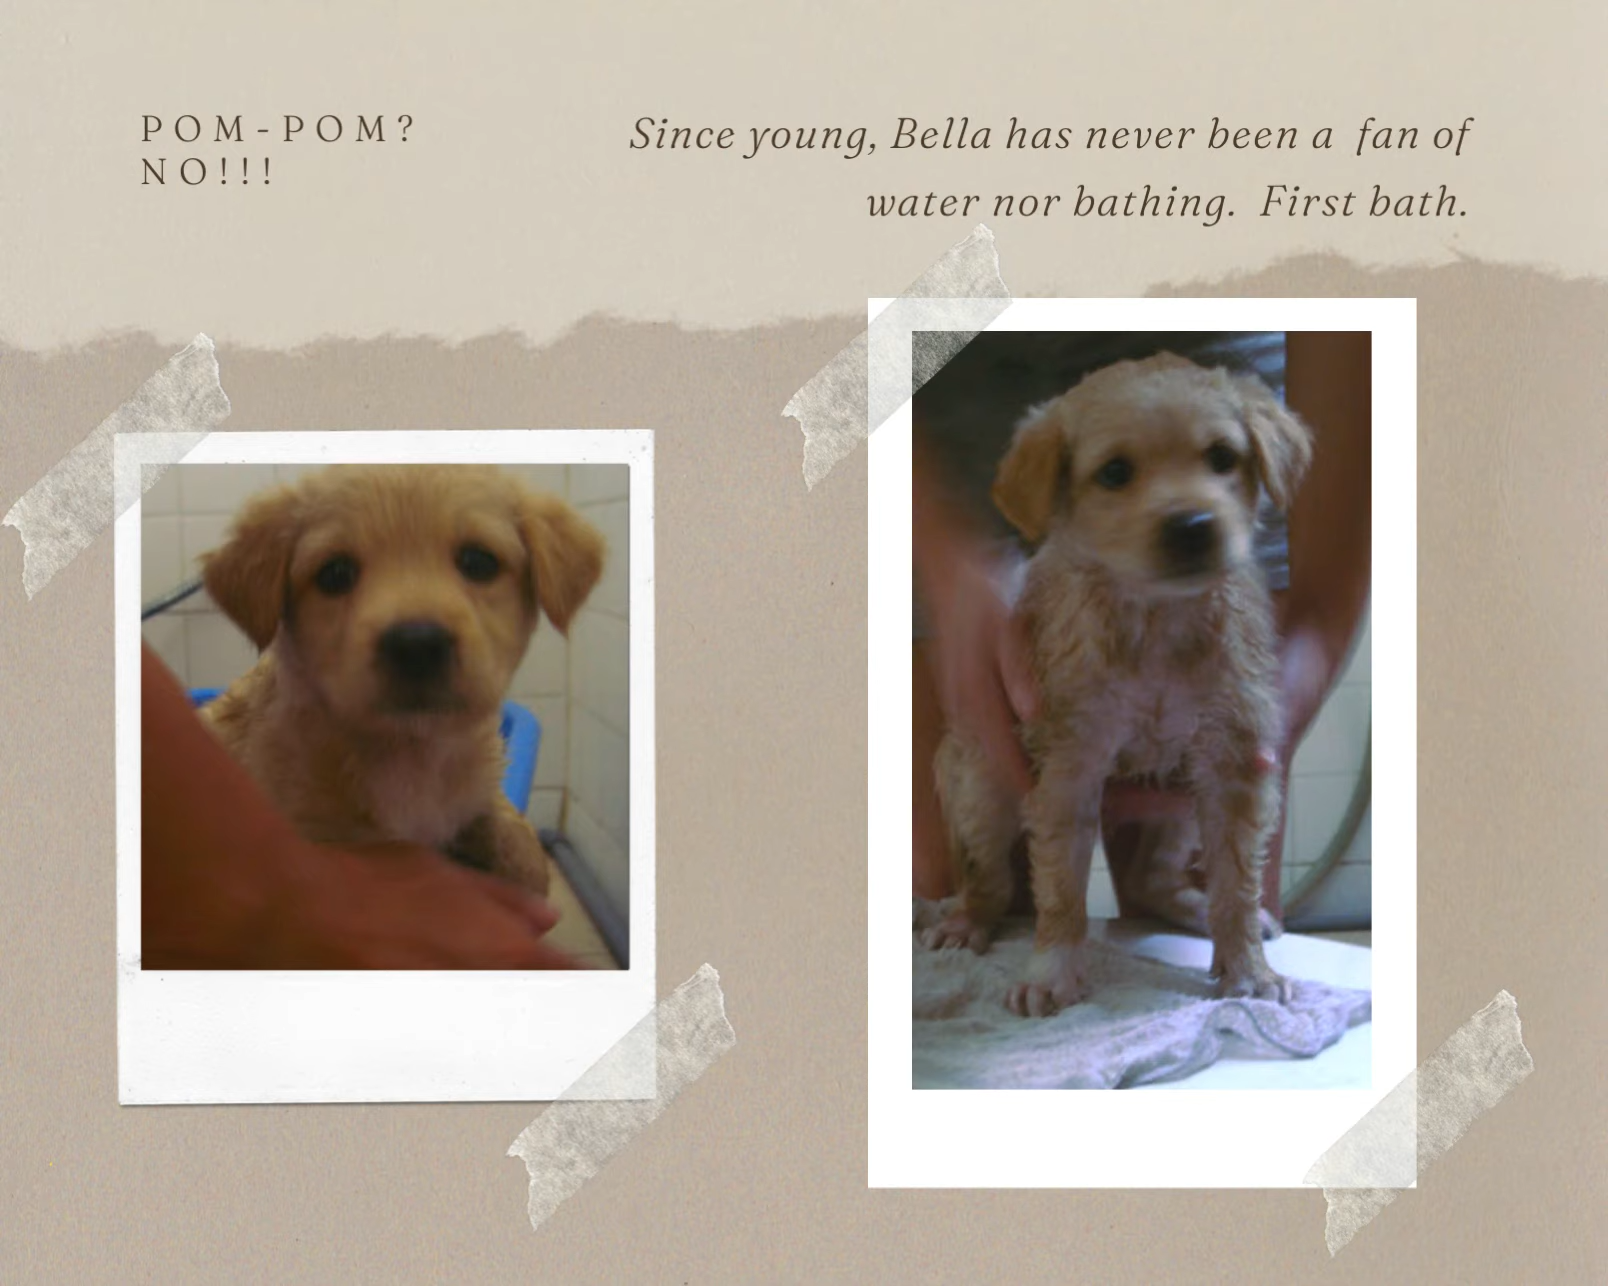 POM-POM?
NO!!!
Since young, Bella has never been a fan of
water nor bathing. First bath.